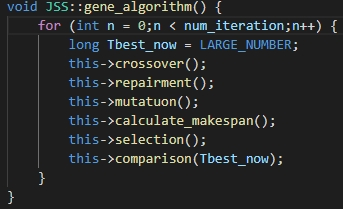 void JSS::gene_algorithm() {
    for (int n = 0;n < num_iteration;n++) {
        long Tbest_now = LARGE_NUMBER;
        this->crossover();
        this->repairment();
        this->mutatuon();
        this->calculate_makespan();
        this->selection();
        this->comparison(Tbest_now);
    }
}